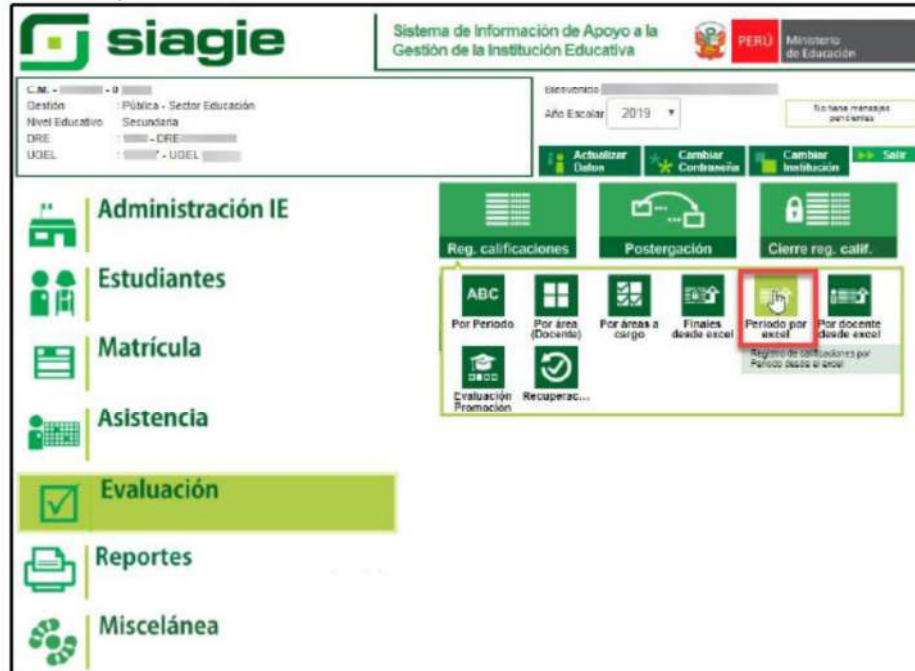 siagie
Sistema de Información de Apoyo a la
Gestión de la Institución Educativa
PERÚ
Ministerio
de Educación
C.M. - - 0
Gestión : Pública - Sector Educación
Nivel Educativo : Secundaria
DRE : - DRE
UGEL : - UGEL
Bienvenido
Año Escolar 2019
No tiene mensajes
pendientes
Actualizar
Datos
Cambiar
Contraseña
Cambiar
Institución
Salir
Administración IE
Estudiantes
Matrícula
Asistencia
Evaluación
Reportes
Miscelánea
Reg. calificaciones
Postergación
Cierre reg. calif.
ABC
Por Periodo
Por área
(Docente)
Por áreas a
cargo
Finales
desde excel
Periodo por
excel
Por docente
desde excel
Registro de calificaciones por
Periodo desde el excel
Evaluación
Promoción
Recuperac...